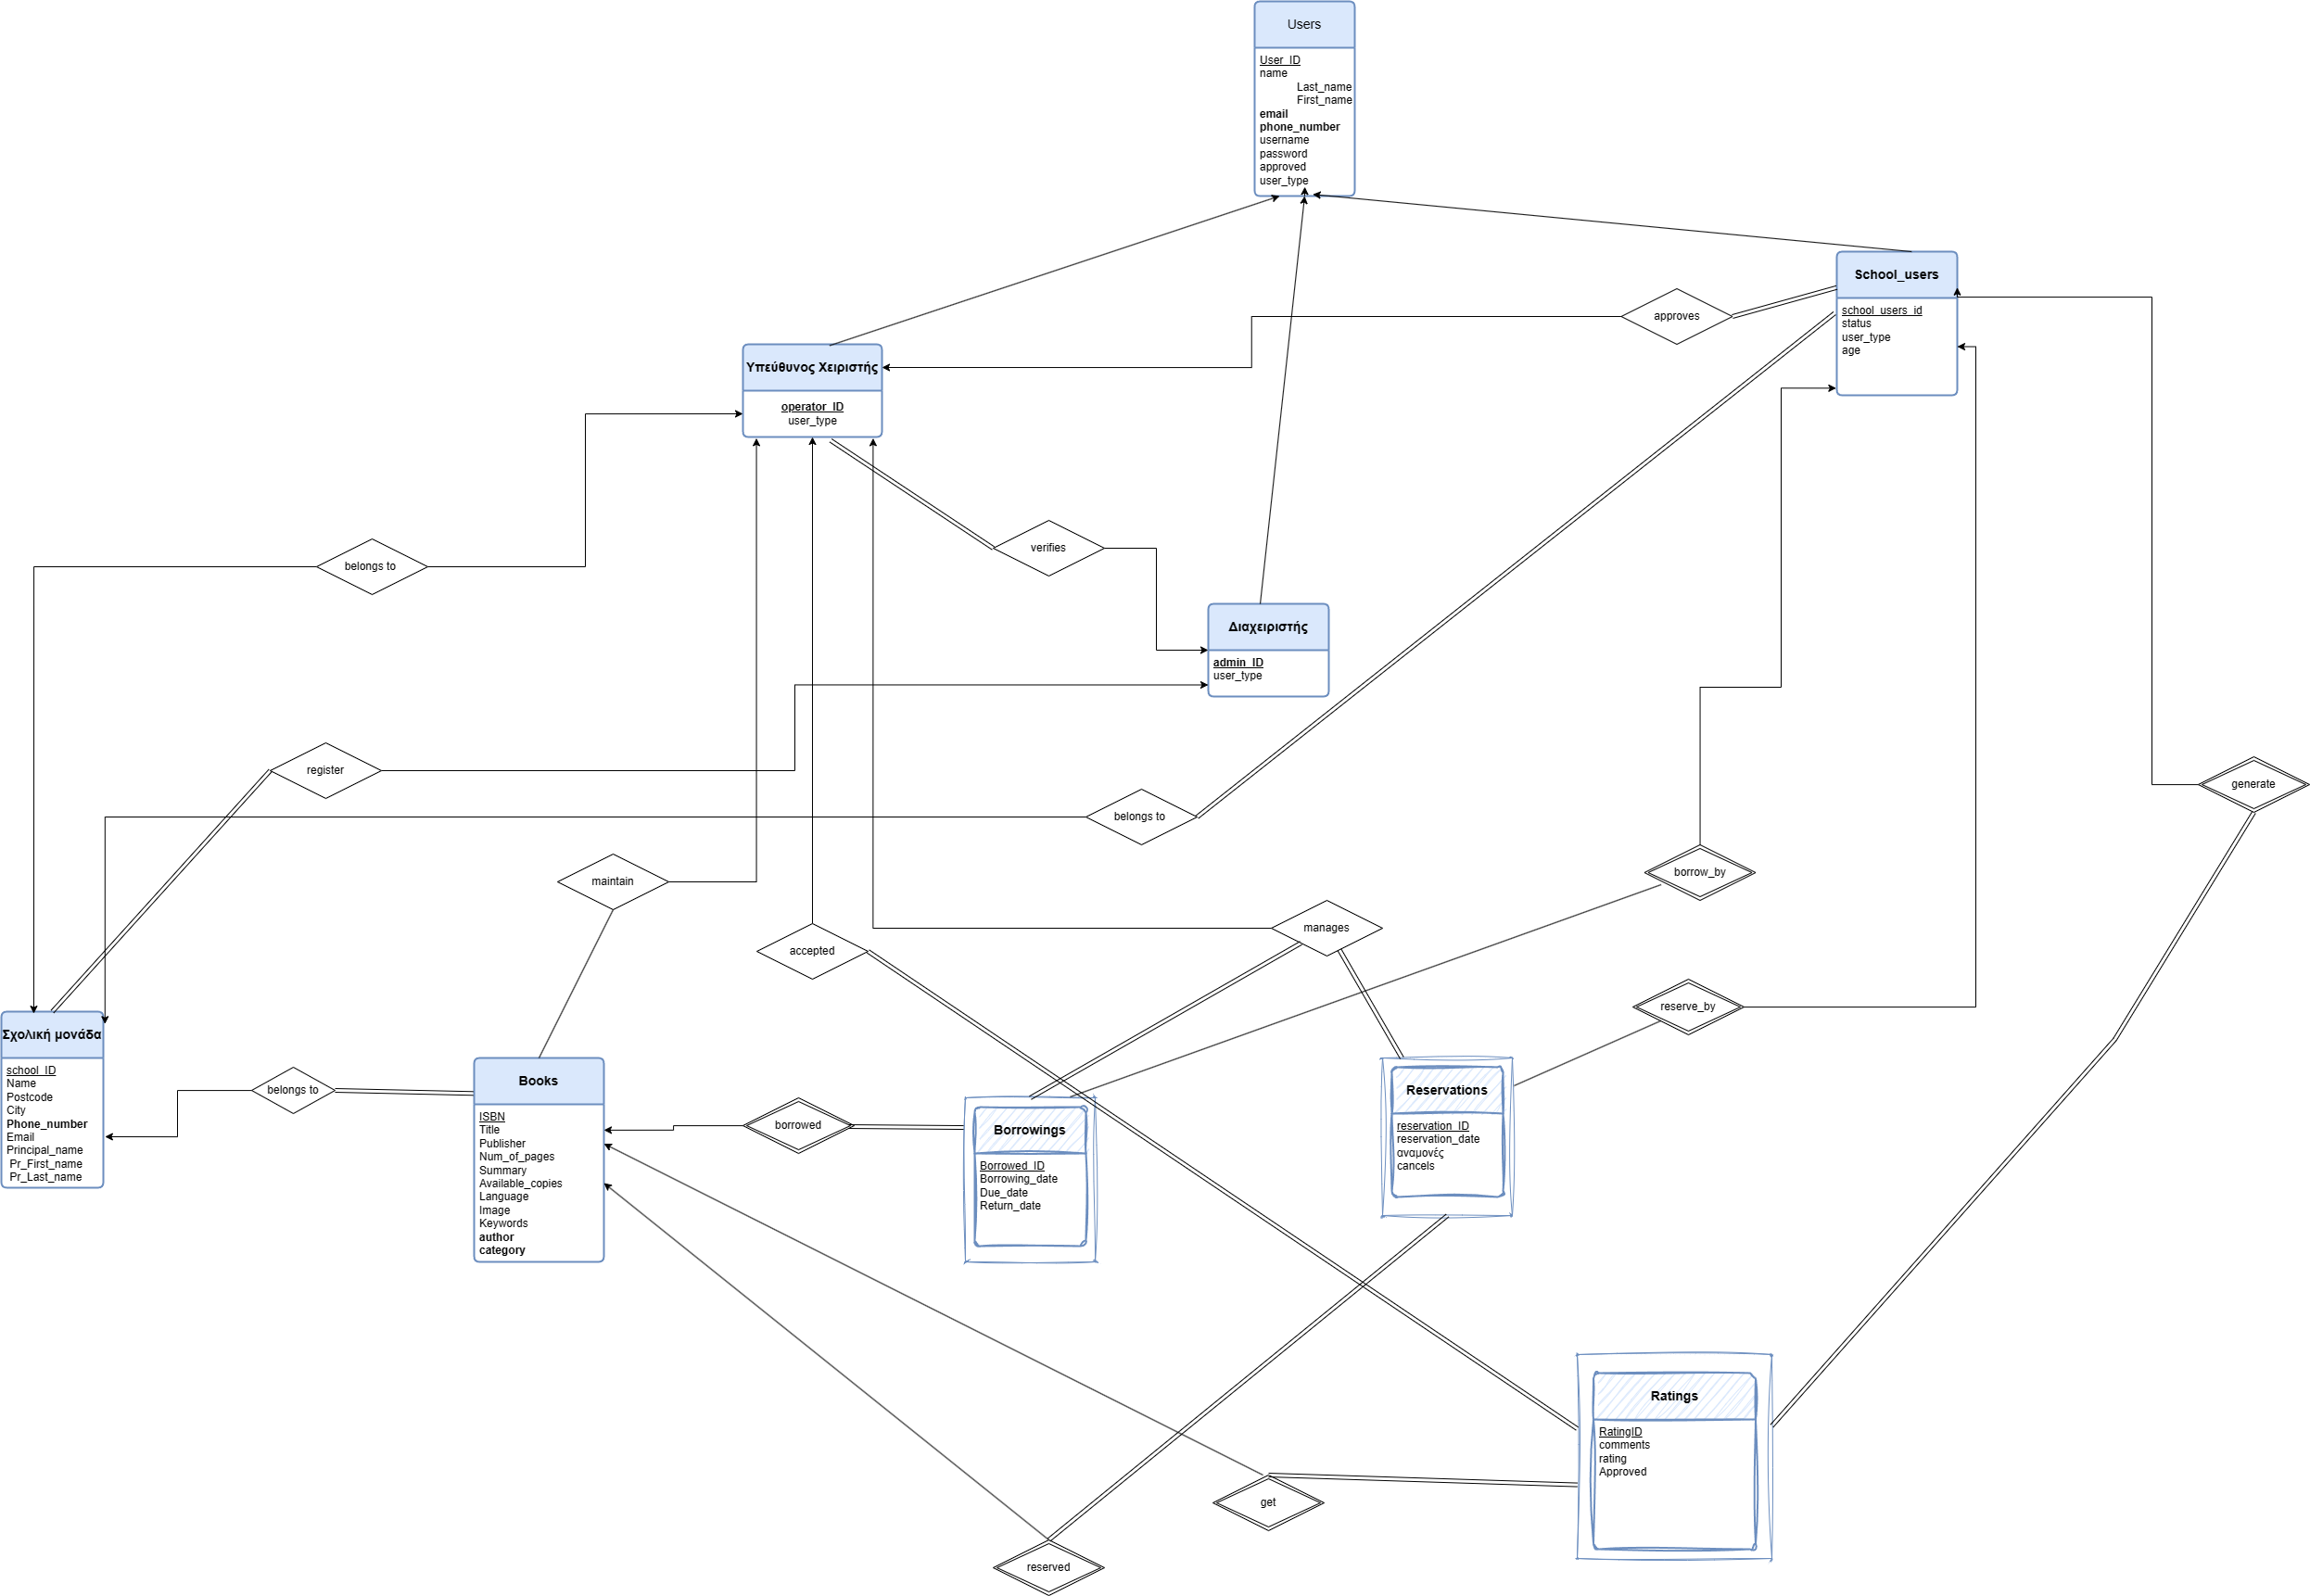 Users
User_ID
name
Last_name
First_name
email
phone_number
username
password
approved
user_type
School_users
school_users_id
status
user_type
age
approves
Υπεύθυνος Χειριστής
operator_ID
user_type
verifies
belongs to
Διαχειριστής
admin_ID
user_type
register
generate
belongs to
borrow_by
maintain
manages
accepted
reserve_by
Σχολική μονάδα
school_ID
Name
Postcode
City
Phone_number
Email
Principal_name
Pr_First_name
Pr_Last_name
belongs to
Books
ISBN
Title
Publisher
Num_of_pages
Summary
Available_copies
Language
Image
Keywords
author
category
borrowed
Borrowings
Borrowed_ID
Borrowing_date
Due_date
Return_date
Reservations
reservation_ID
reservation_date
αναμονές
cancels
Ratings
RatingID
comments
rating
Approved
get
reserved